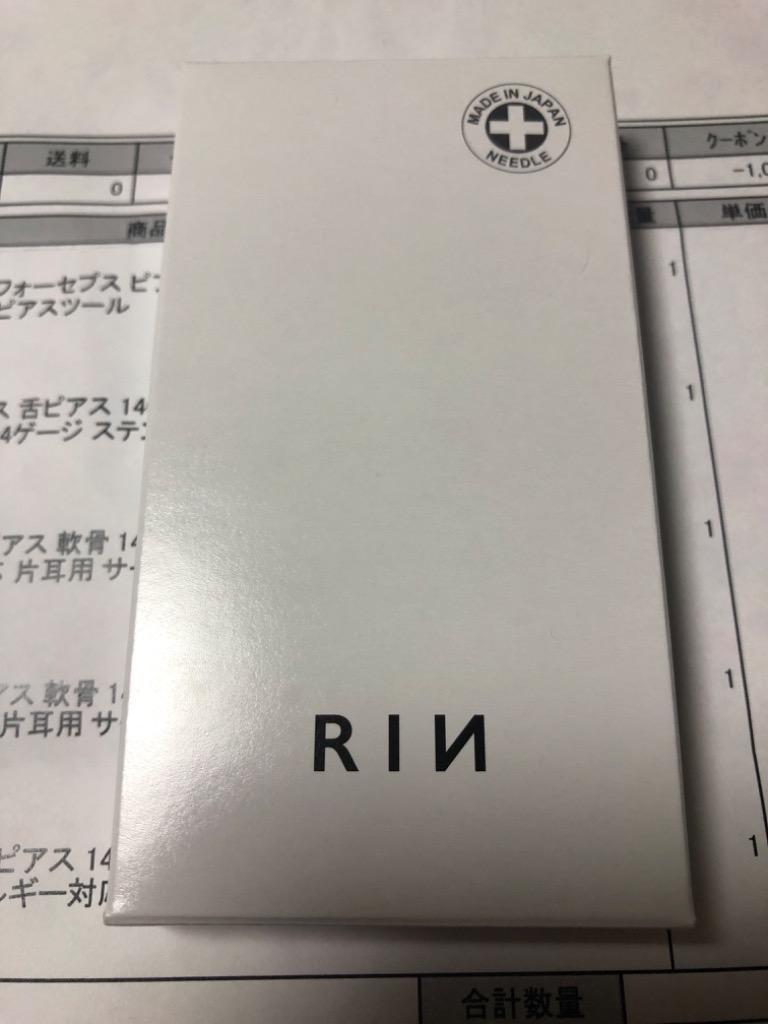 送料
0
0
クーポン
-1,0
商品
量
単価
フォーセプス ピア
ピアスツール
1
ス 舌ピアス 14
4ゲージ ステン
1
アス 軟骨 14
片耳用 サ
1
アス 軟骨 14
片耳用 サ
1
ピアス 14
ルギー対応
1
合計数量
MADE IN JAPAN
NEEDLE
RIИ